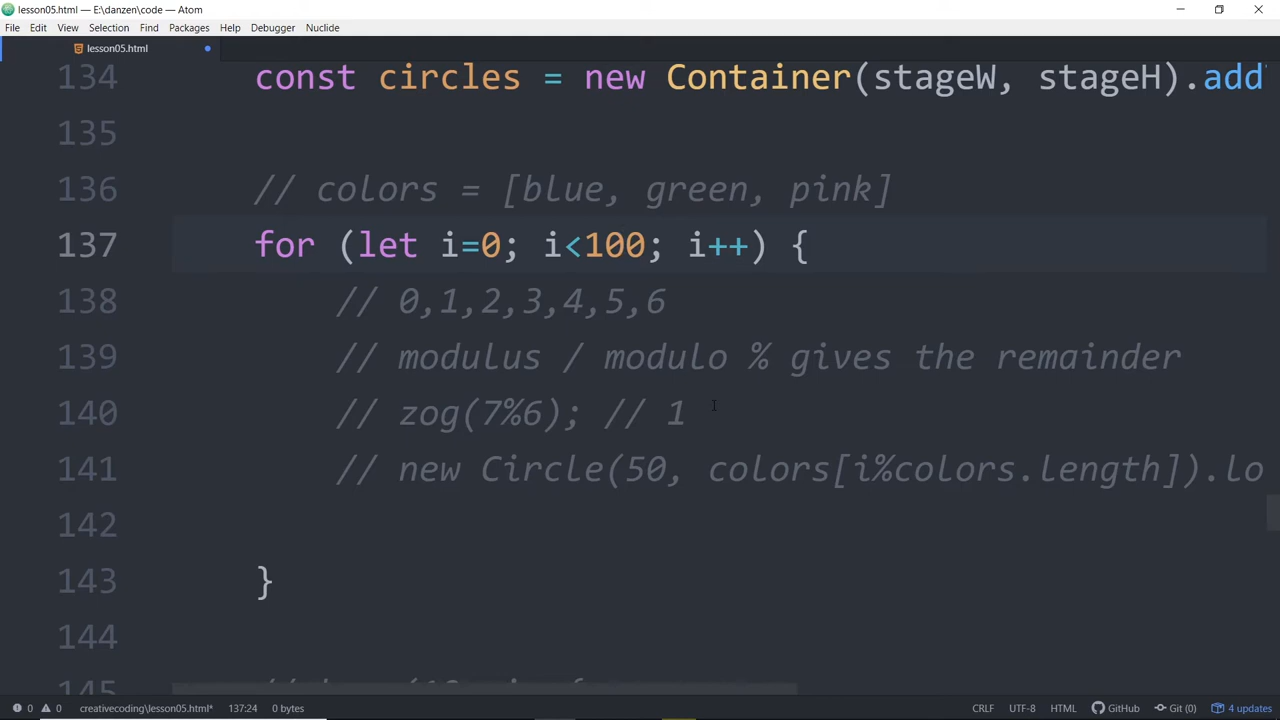 lesson05.html — E:\danzen\code — Atom
File Edit View Selection Find Packages Help Debugger Nuclide
lesson05.html
134 const circles = new Container(stageW, stageH).add
135
136 // colors = [blue, green, pink]
137 for (let i=0; i<100; i++) {
138 // 0,1,2,3,4,5,6
139 // modulus / modulo % gives the remainder
140 // zog(7%6); // 1
141 // new Circle(50, colors[i%colors.length]).lo
142
143 }
144
145
0 0 creativecoding\lesson05.html* 137:24 0 bytes CRLF UTF-8 HTML GitHub Git (0) 4 updates